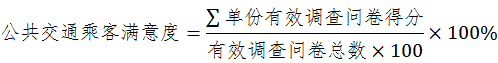 公共交通乘客满意度 = ∑ 单份有效调查问卷得分 / 有效调查问卷总数 × 100 × 100%